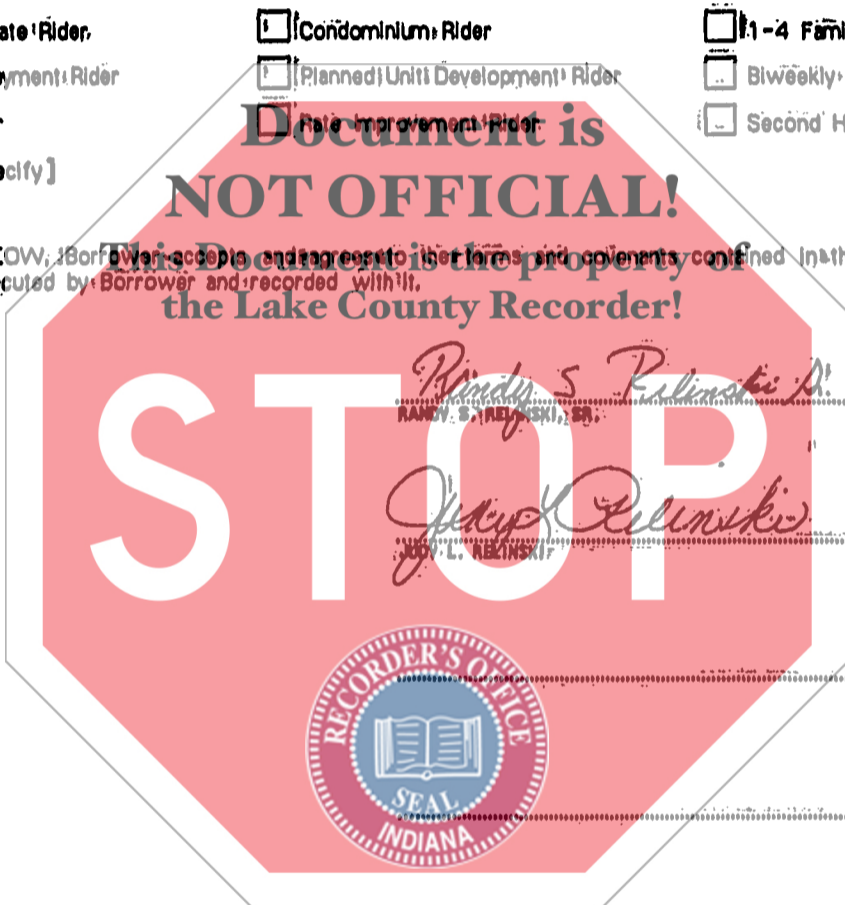 ate Rider Condominium Rider 1-4 Fami
yment Rider Planned Unit Development Rider Biweekly
Document is
Rate Improvement Rider Second H
ecify]
NOT OFFICIAL!
OW, Borrower accepts and agrees to the terms and covenants contained in th
This Document is the property of
cuted by Borrower and recorded with it.
the Lake County Recorder!
Randy S Relinski Sr.
RANDY S. RELINSKI, SR.
STOP
Judy L Relinski
JUDY L. RELINSKI
RECORDER'S OFFICE
SEAL
INDIANA